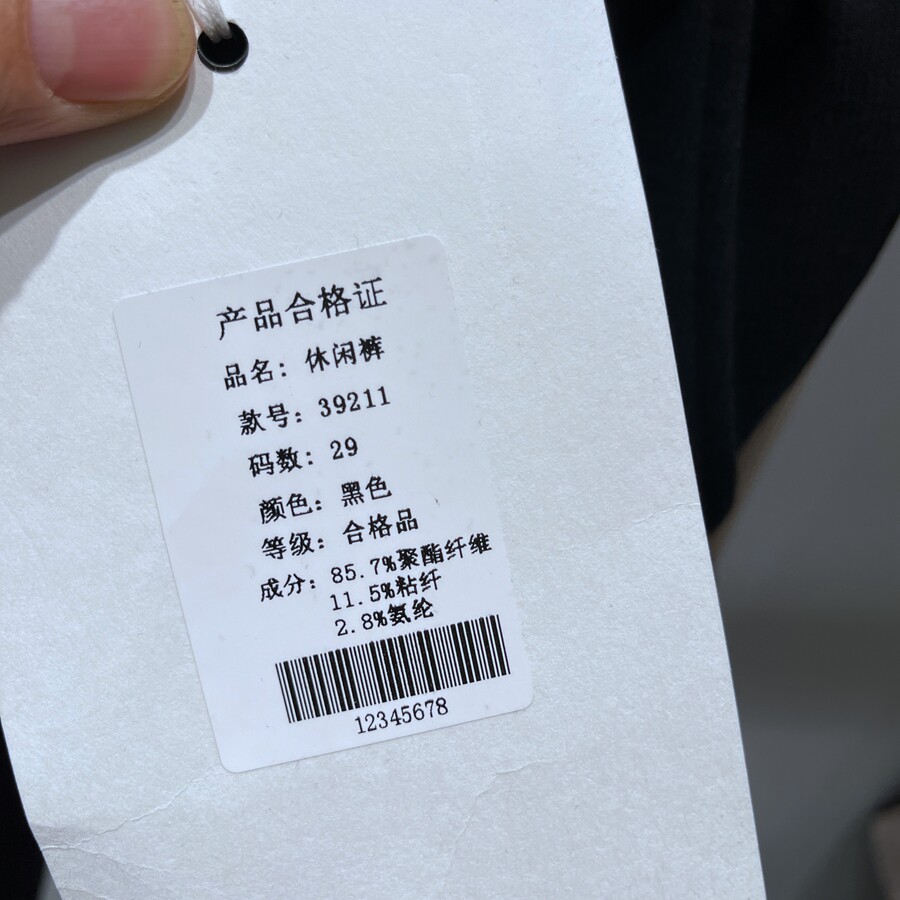 产品合格证
品名：休闲裤
款号：39211
码数：29
颜色：黑色
等级：合格品
成分：85.7%聚酯纤维
11.5%粘纤
2.8%氨纶
12345678